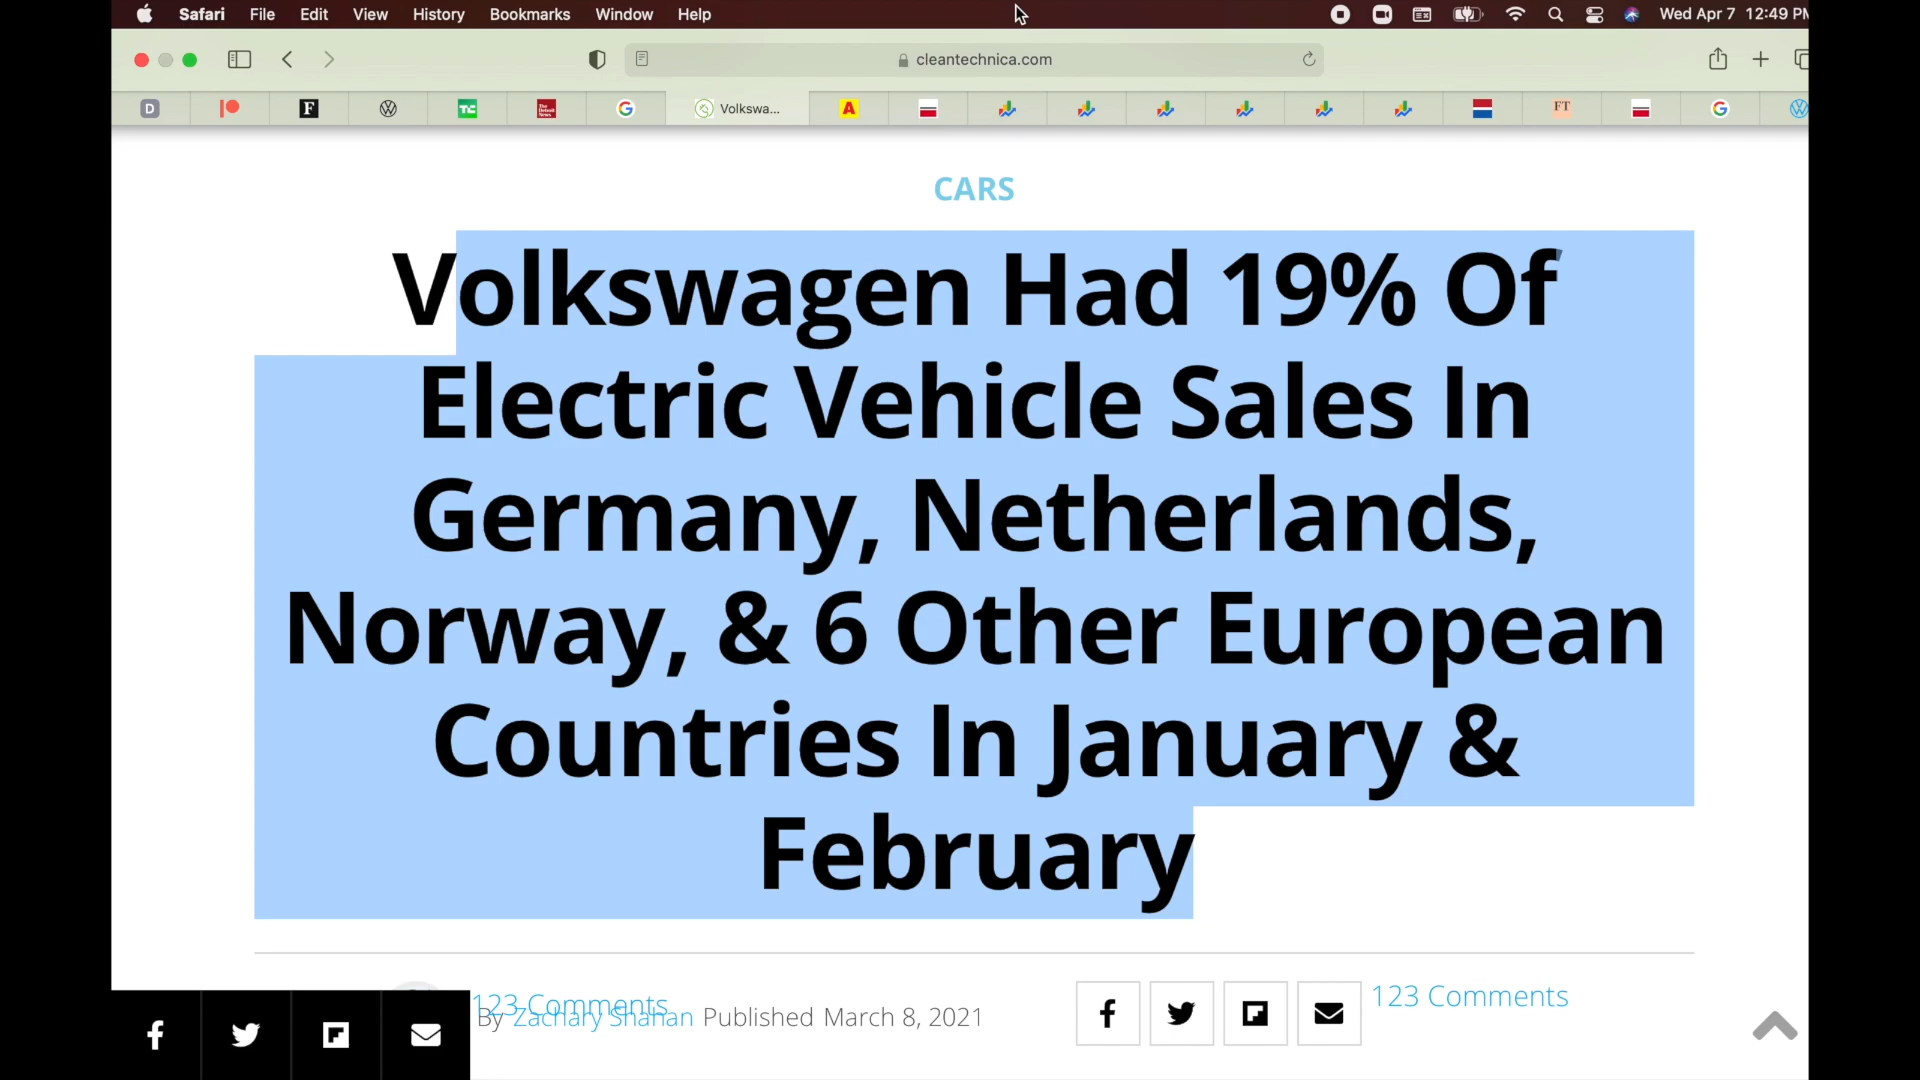 Safari File Edit View History Bookmarks Window Help Wed Apr 7 12:49 PM
cleantechnica.com
D F TC G Volkswa... A FT G
CARS
Volkswagen Had 19% Of
Electric Vehicle Sales In
Germany, Netherlands,
Norway, & 6 Other European
Countries In January &
February
123 Comments
By Zachary Shahan Published March 8, 2021
123 Comments